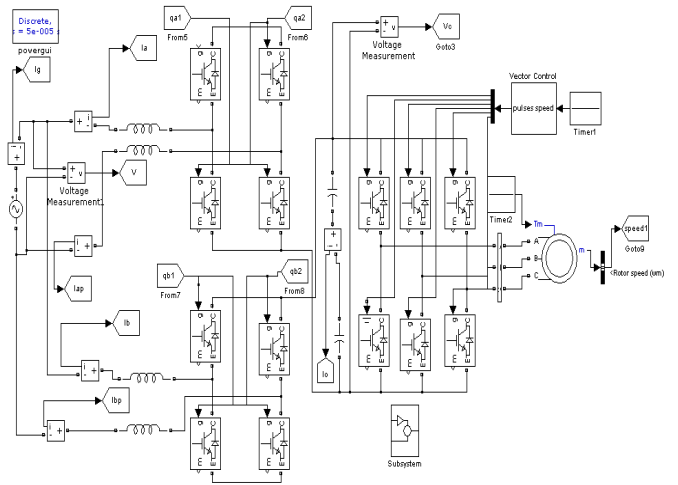 Discrete,
s = 5e-005 s
powergui
Ig
Ia
qa1
From5
qa2
From6
Voltage
Measurement
Vc
Goto3
Vector Control
pulses speed
Timer1
Voltage
Measurement1
V
Iap
qb1
From7
qb2
From8
Timer2
Tm
m
A
B
C
speed1
Goto9
<Rotor speed (wm)
Ib
Ibp
Io
Subsystem